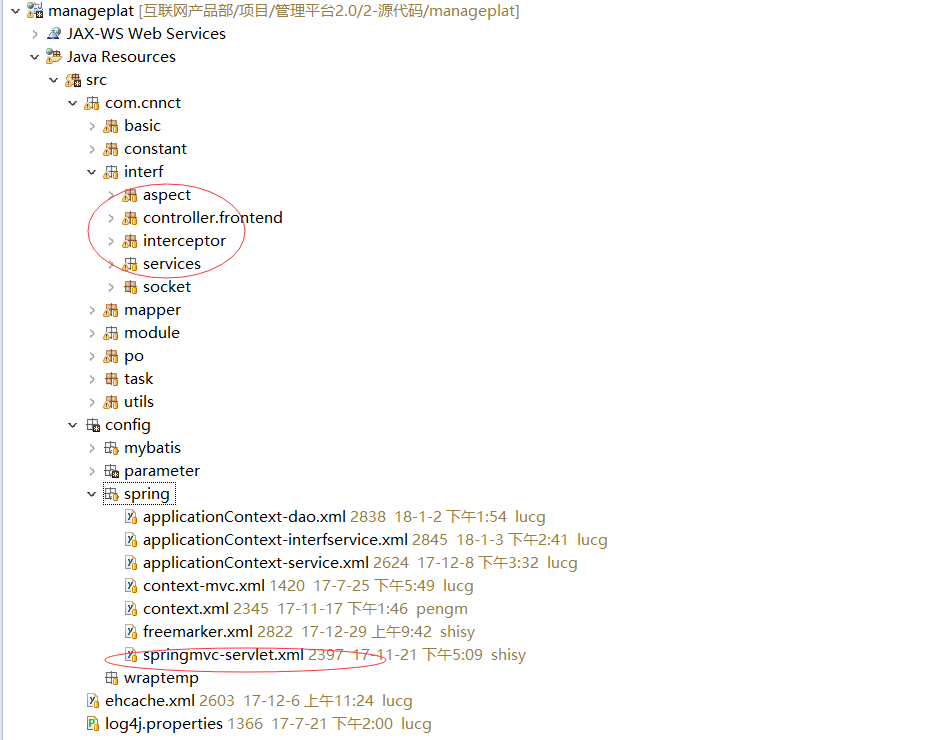 manageplat [互联网产品部/项目/管理平台2.0/2-源代码/manageplat]
JAX-WS Web Services
Java Resources
src
com.cnnct
basic
constant
interf
aspect
controller.frontend
interceptor
services
socket
mapper
module
po
task
utils
config
mybatis
parameter
spring
applicationContext-dao.xml 2838 18-1-2 下午1:54 lucg
applicationContext-interfservice.xml 2845 18-1-3 下午2:41 lucg
applicationContext-service.xml 2624 17-12-8 下午3:32 lucg
context-mvc.xml 1420 17-7-25 下午5:49 lucg
context.xml 2345 17-11-17 下午1:46 pengm
freemarker.xml 2822 17-12-29 上午9:42 shisy
springmvc-servlet.xml 2397 17-11-21 下午5:09 shisy
wraptemp
ehcache.xml 2603 17-12-6 上午11:24 lucg
log4j.properties 1366 17-7-21 下午2:00 lucg